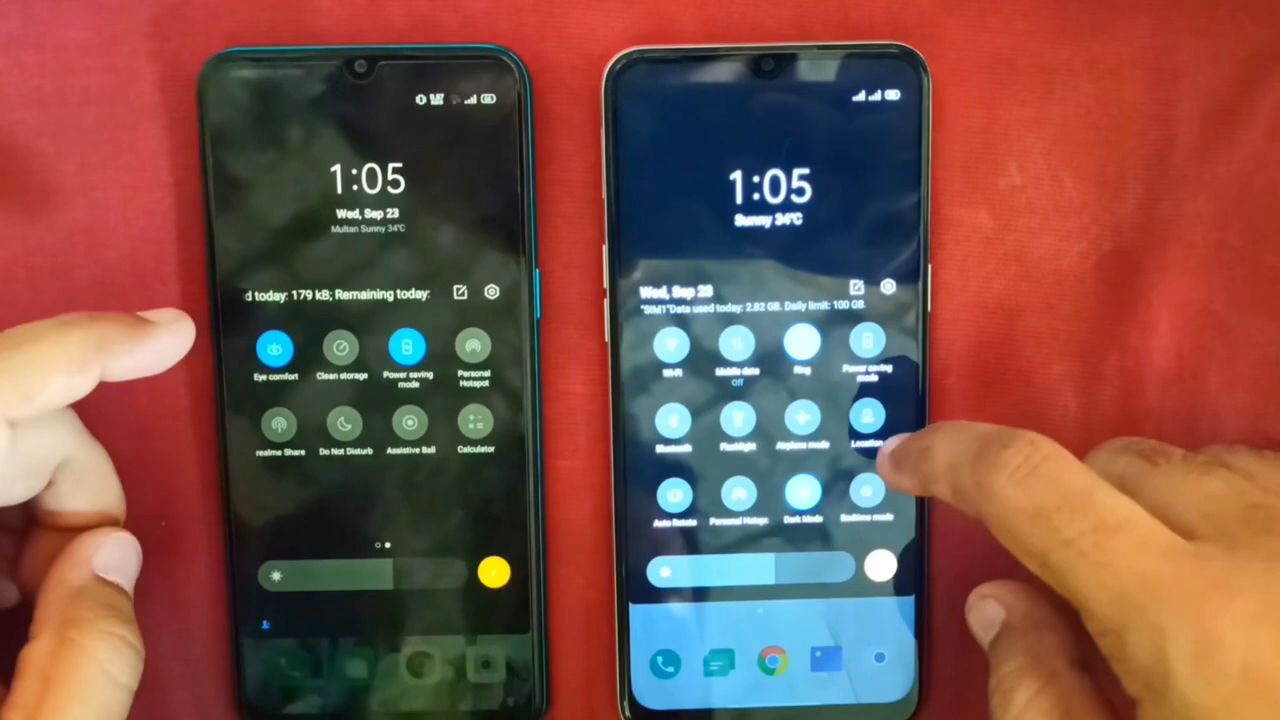 1:05
Wed, Sep 23
Multan Sunny 34°C
d today: 179 kB; Remaining today:
Eye comfort
Clean storage
Power saving mode
Personal Hotspot
realme Share
Do Not Disturb
Assistive Ball
Calculator
1:05
Sunny 34°C
Wed, Sep 23
"SIM1"Data used today: 2.82 GB. Daily limit: 100 GB.
Wi-Fi
Mobile data
Off
Ring
Power saving mode
Bluetooth
Flashlight
Airplane mode
Location
Auto Rotate
Personal Hotspc
Dark Mode
Bedtime mode